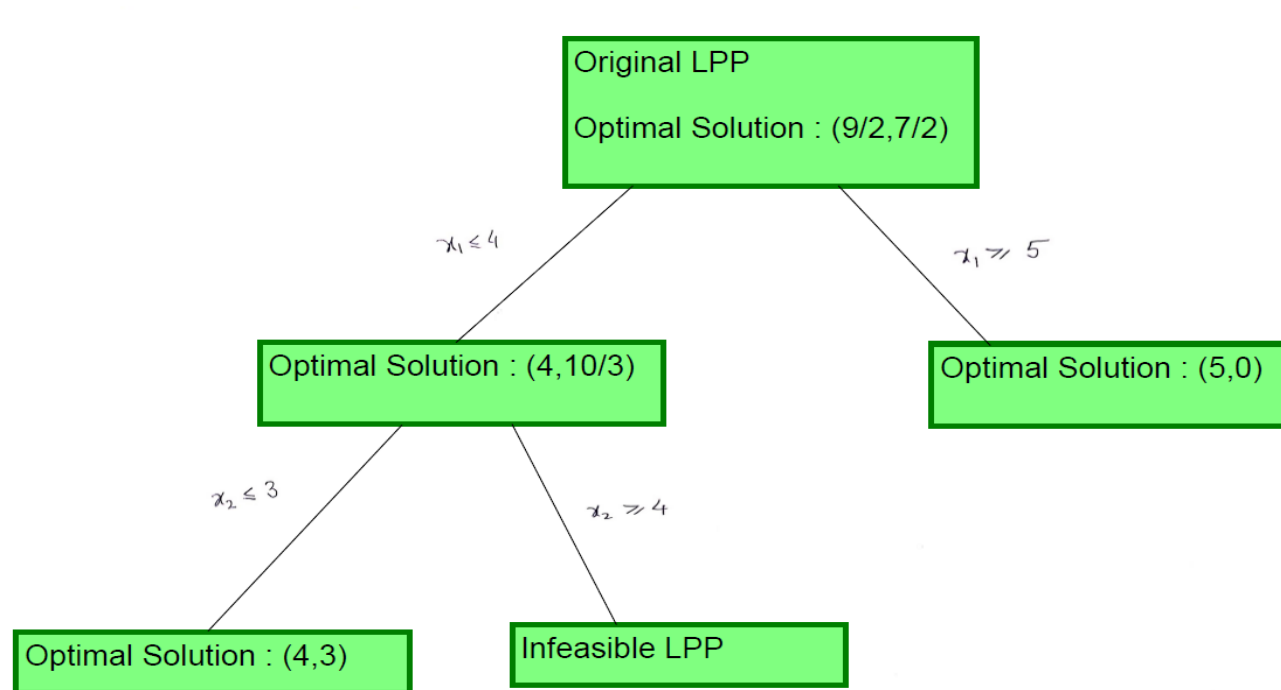 Original LPP
Optimal Solution : (9/2,7/2)
x₁ ≤ 4
x₁ ⩾ 5
Optimal Solution : (4,10/3)
Optimal Solution : (5,0)
x₂ ≤ 3
x₂ ⩾ 4
Optimal Solution : (4,3)
Infeasible LPP